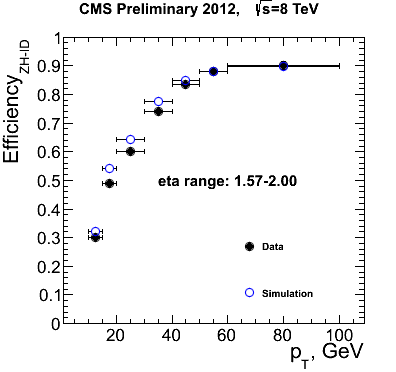 CMS Preliminary 2012, √s=8 TeV
Efficiency ZH-ID
1
0.9
0.8
0.7
0.6
0.5
0.4
0.3
0.2
0.1
0
eta range: 1.57-2.00
Data
Simulation
20 40 60 80 100
p_T, GeV